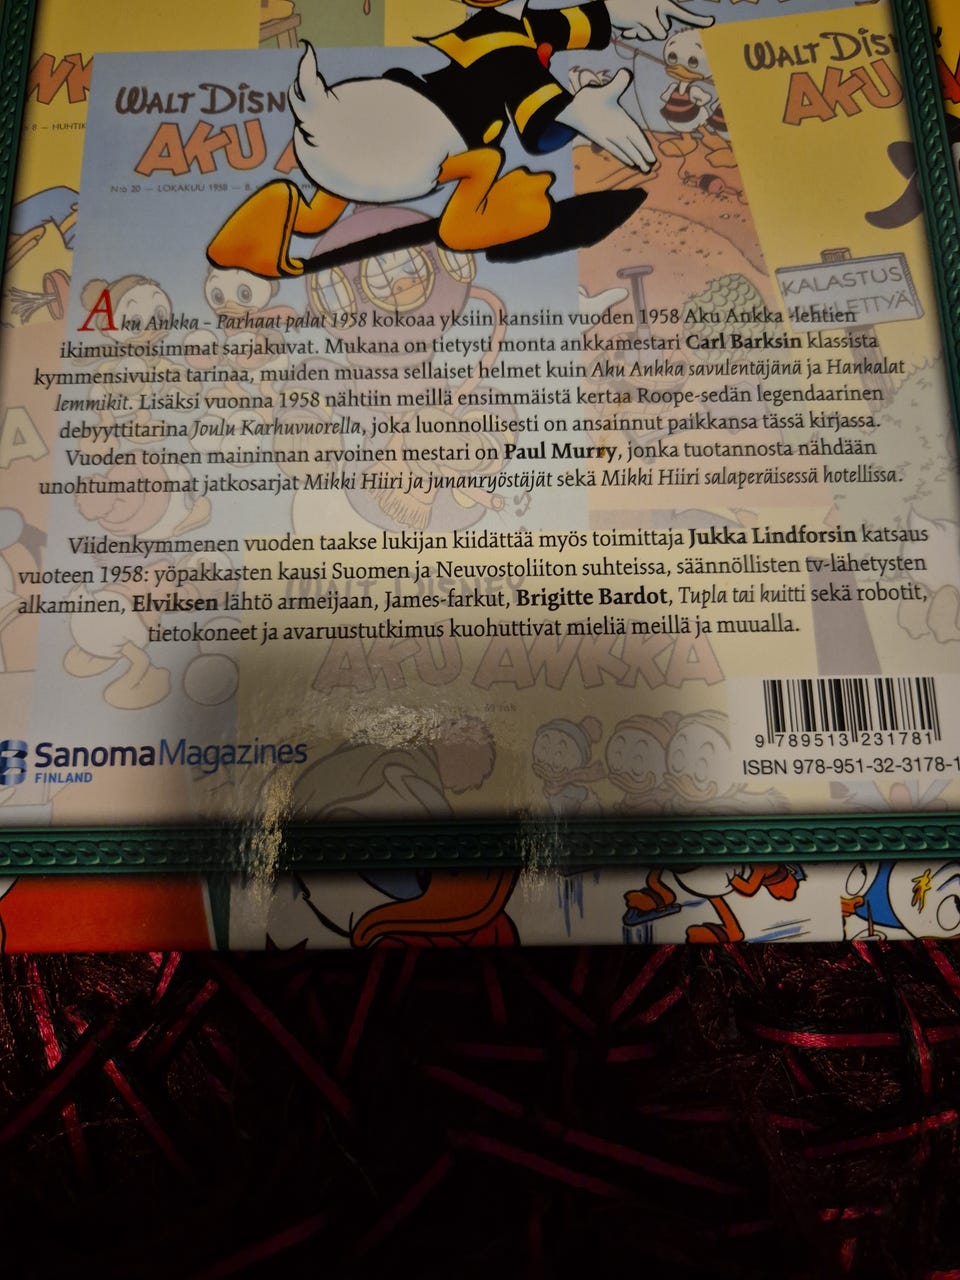 WALT DISN
AKU A
N:o 20 — LOKAKUU 1958 — 8.
8 — HUHTIK
WALT DIS
AKU
KALASTUS
KIELLETTYÄ
Aku Ankka – Parhaat palat 1958 kokoaa yksiin kansiin vuoden 1958 Aku Ankka -lehtien
ikimuistoisimmat sarjakuvat. Mukana on tietysti monta ankkamestari Carl Barksin klassista
kymmensivuista tarinaa, muiden muassa sellaiset helmet kuin Aku Ankka savulentäjänä ja Hankalat
lemmikit. Lisäksi vuonna 1958 nähtiin meillä ensimmäistä kertaa Roope-sedän legendaarinen
debyyttitarina Joulu Karhuvuorella, joka luonnollisesti on ansainnut paikkansa tässä kirjassa.
Vuoden toinen maininnan arvoinen mestari on Paul Murry, jonka tuotannosta nähdään
unohtumattomat jatkosarjat Mikki Hiiri ja junanryöstäjät sekä Mikki Hiiri salaperäisessä hotellissa.
Viidenkymmenen vuoden taakse lukijan kiidättää myös toimittaja Jukka Lindforsin katsaus
vuoteen 1958: yöpakkasten kausi Suomen ja Neuvostoliiton suhteissa, säännöllisten tv-lähetysten
alkaminen, Elviksen lähtö armeijaan, James-farkut, Brigitte Bardot, Tupla tai kuitti sekä robotit,
tietokoneet ja avaruustutkimus kuohuttivat mieliä meillä ja muualla.
AKU ANKKA
SanomaMagazines
FINLAND
9 789513 231781
ISBN 978-951-32-3178-1